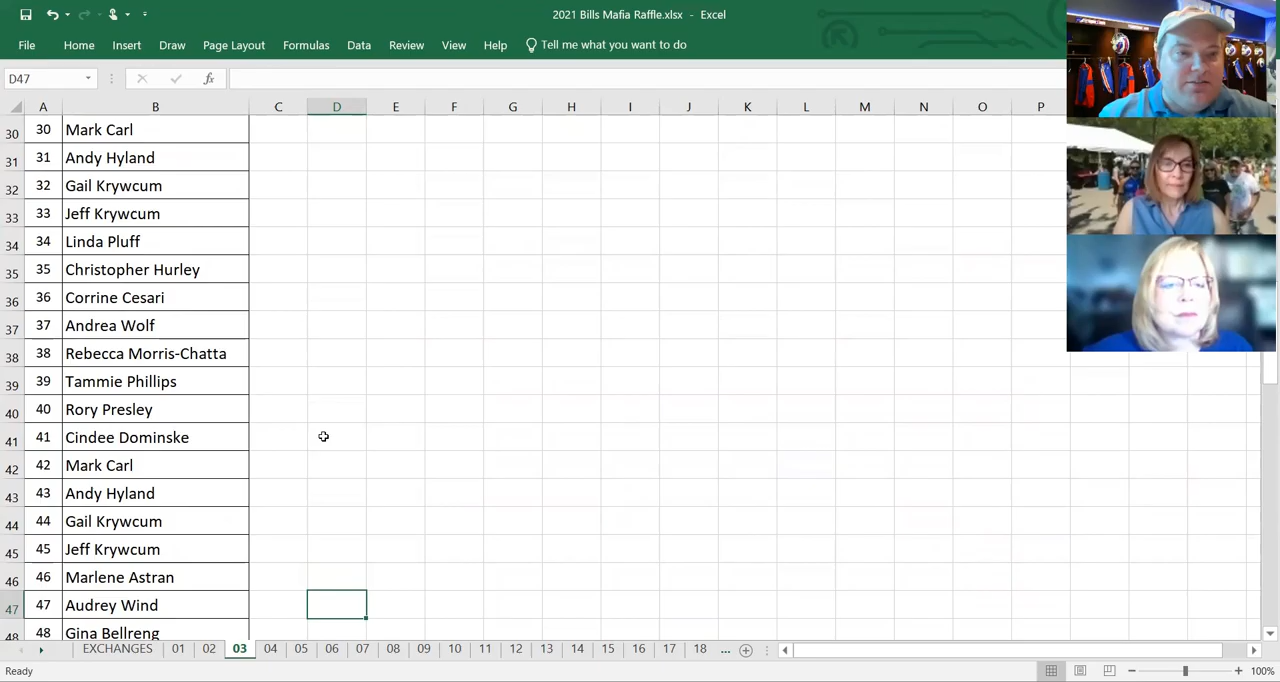 2021 Bills Mafia Raffle.xlsx - Excel
File Home Insert Draw Page Layout Formulas Data Review View Help Tell me what you want to do
D47 fx
A B C D E F G H I J K L M N O P
30 30 Mark Carl
31 31 Andy Hyland
32 32 Gail Krywcum
33 33 Jeff Krywcum
34 34 Linda Pluff
35 35 Christopher Hurley
36 36 Corrine Cesari
37 37 Andrea Wolf
38 38 Rebecca Morris-Chatta
39 39 Tammie Phillips
40 40 Rory Presley
41 41 Cindee Dominske
42 42 Mark Carl
43 43 Andy Hyland
44 44 Gail Krywcum
45 45 Jeff Krywcum
46 46 Marlene Astran
47 47 Audrey Wind
48 48 Gina Bellreng
EXCHANGES 01 02 03 04 05 06 07 08 09 10 11 12 13 14 15 16 17 18 ...
Ready 100%